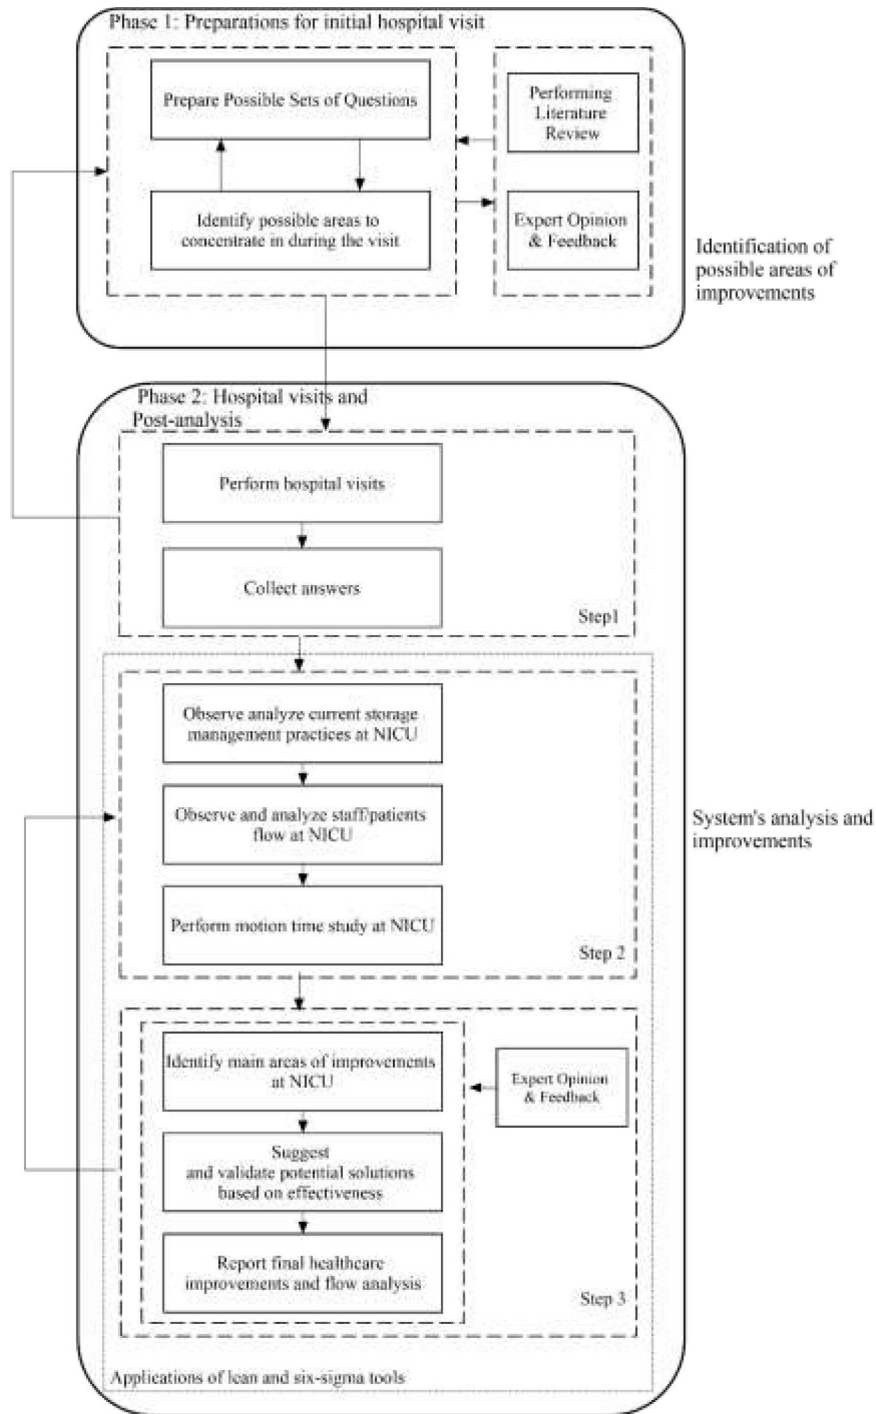 Phase 1: Preparations for initial hospital visit
Prepare Possible Sets of Questions
Performing
Literature
Review
Identify possible areas to
concentrate in during the visit
Expert Opinion
& Feedback
Identification of
possible areas of
improvements
Phase 2: Hospital visits and
Post-analysis
Perform hospital visits
Collect answers
Step1
Observe analyze current storage
management practices at NICU
Observe and analyze staff/patients
flow at NICU
System's analysis and
improvements
Perform motion time study at NICU
Step 2
Identify main areas of improvements
at NICU
Expert Opinion
& Feedback
Suggest
and validate potential solutions
based on effectiveness
Report final healthcare
improvements and flow analysis
Step 3
Applications of lean and six-sigma tools